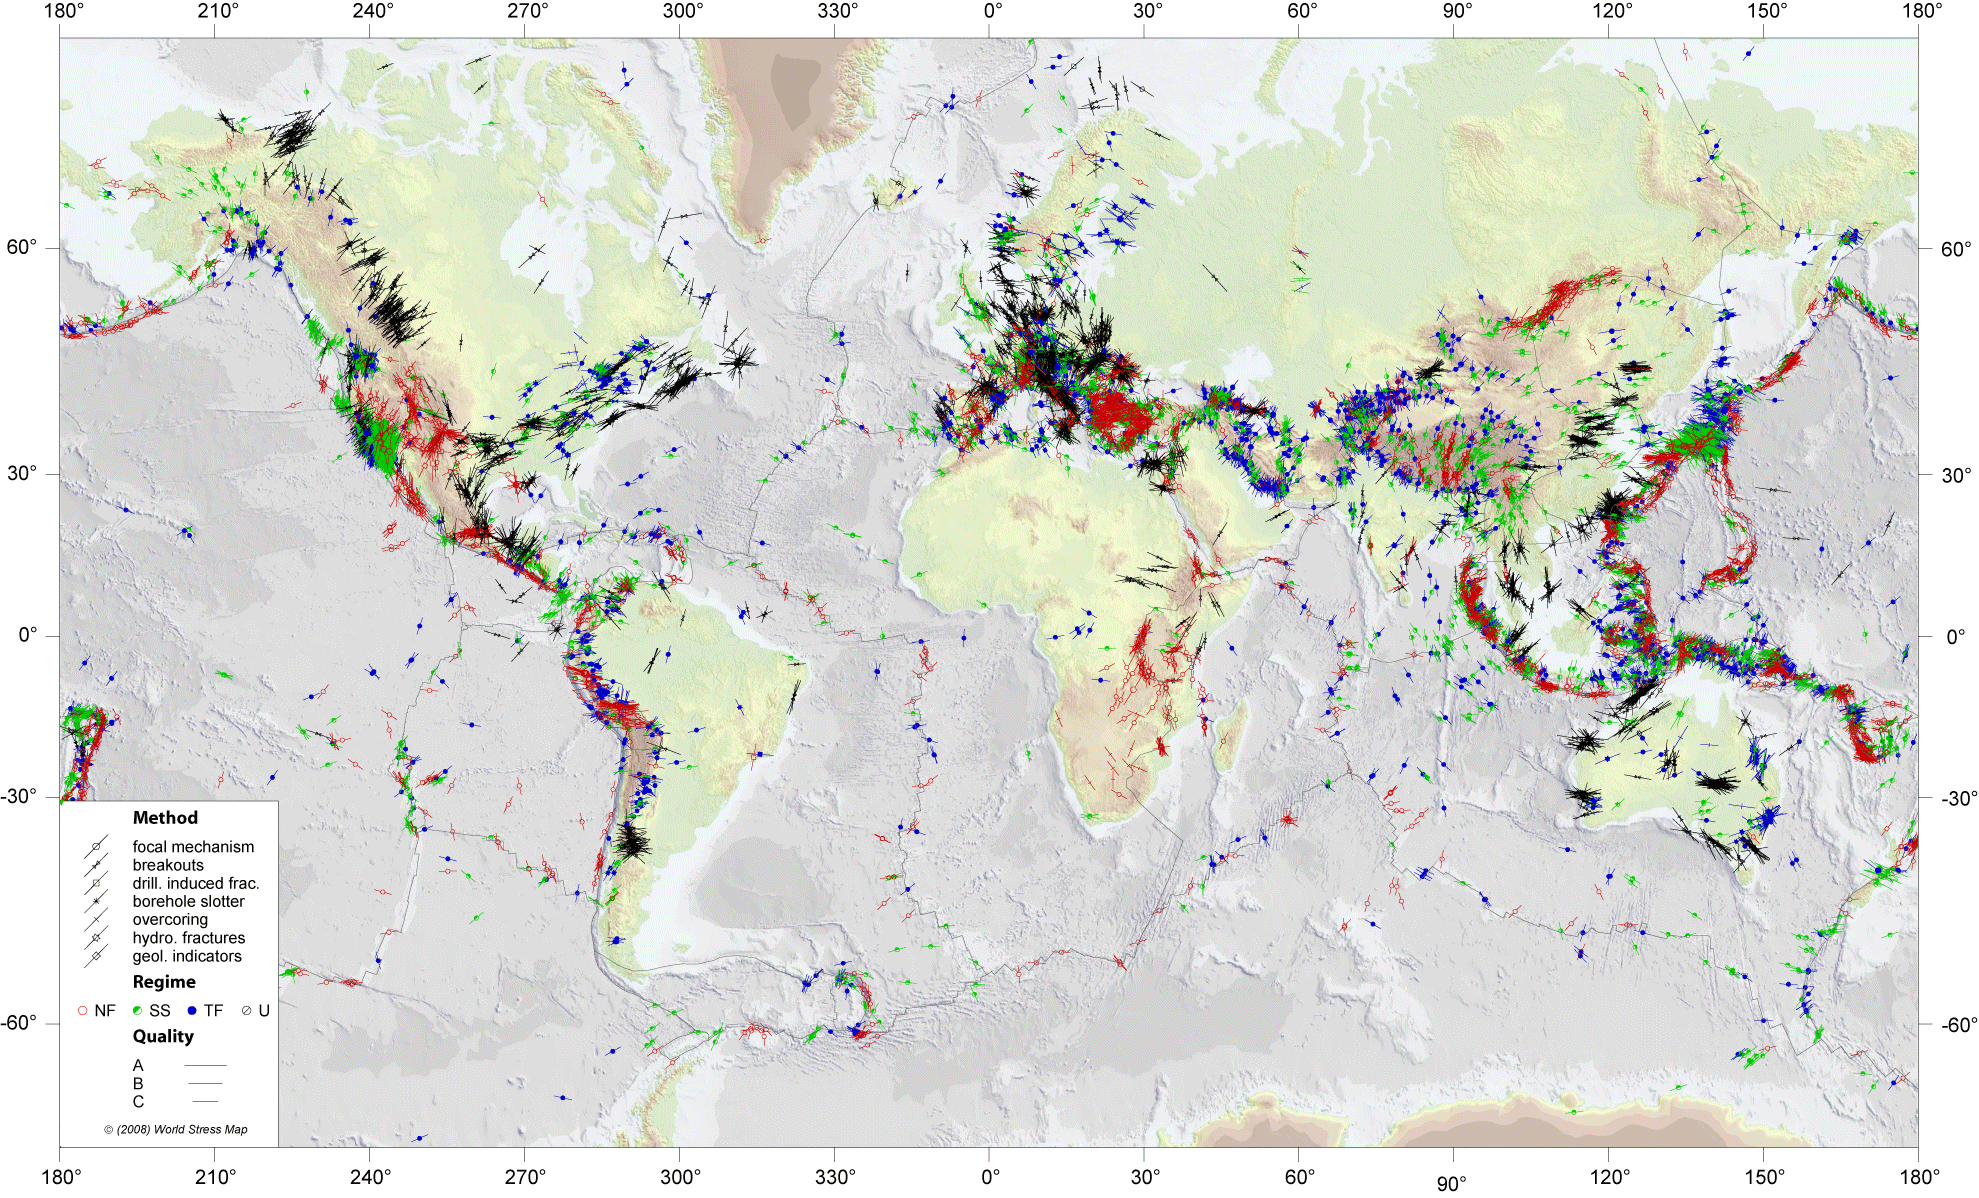 180° 210° 240° 270° 300° 330° 0° 30° 60° 90° 120° 150° 180°
60° 60°
30° 30°
0° 0°
-30° -30°
Method
focal mechanism
breakouts
drill. induced frac.
borehole slotter
overcoring
hydro. fractures
geol. indicators
Regime
NF SS TF U
-60° -60°
Quality
A
B
C
© (2008) World Stress Map
180° 210° 240° 270° 300° 330° 0° 30° 60° 90° 120° 150° 180°